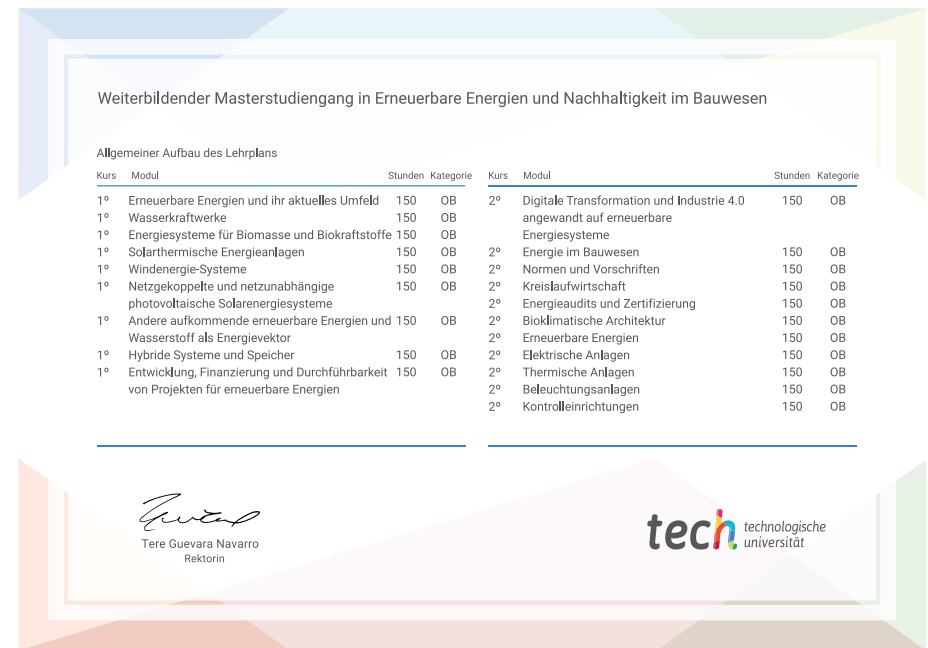 Weiterbildender Masterstudiengang in Erneuerbare Energien und Nachhaltigkeit im Bauwesen
Allgemeiner Aufbau des Lehrplans
Kurs Modul Stunden Kategorie
1º Erneuerbare Energien und ihr aktuelles Umfeld 150 OB
1º Wasserkraftwerke 150 OB
1º Energiesysteme für Biomasse und Biokraftstoffe 150 OB
1º Solarthermische Energieanlagen 150 OB
1º Windenergie-Systeme 150 OB
1º Netzgekoppelte und netzunabhängige 150 OB
photovoltaische Solarenergiesysteme
1º Andere aufkommende erneuerbare Energien und 150 OB
Wasserstoff als Energievektor
1º Hybride Systeme und Speicher 150 OB
1º Entwicklung, Finanzierung und Durchführbarkeit 150 OB
von Projekten für erneuerbare Energien
Kurs Modul Stunden Kategorie
2º Digitale Transformation und Industrie 4.0 150 OB
angewandt auf erneuerbare
Energiesysteme
2º Energie im Bauwesen 150 OB
2º Normen und Vorschriften 150 OB
2º Kreislaufwirtschaft 150 OB
2º Energieaudits und Zertifizierung 150 OB
2º Bioklimatische Architektur 150 OB
2º Erneuerbare Energien 150 OB
2º Elektrische Anlagen 150 OB
2º Thermische Anlagen 150 OB
2º Beleuchtungsanlagen 150 OB
2º Kontrolleinrichtungen 150 OB
Tere Guevara Navarro
Rektorin
tech technologische
universität